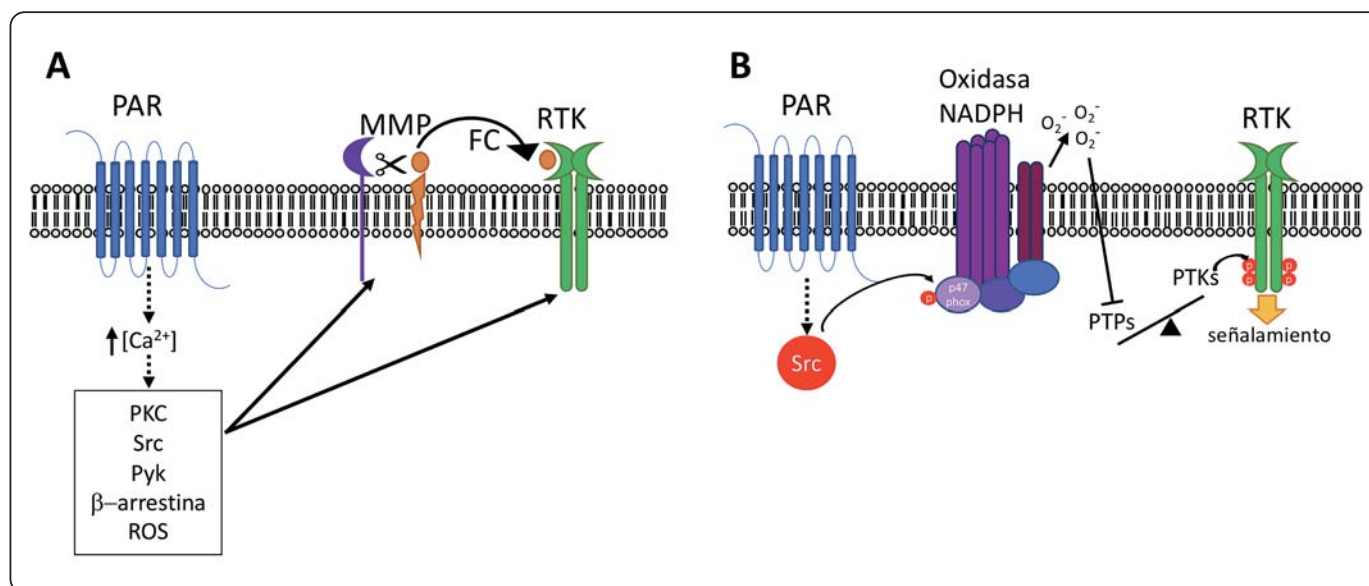 A
PAR
MMP
FC
RTK
[Ca²⁺]
PKC
Src
Pyk
β–arrestina
ROS
B
PAR
Oxidasa
NADPH
O₂⁻
O₂⁻
O₂⁻
RTK
p47
phox
p
Src
PTPs
PTKs
p
p
p
p
señalamiento